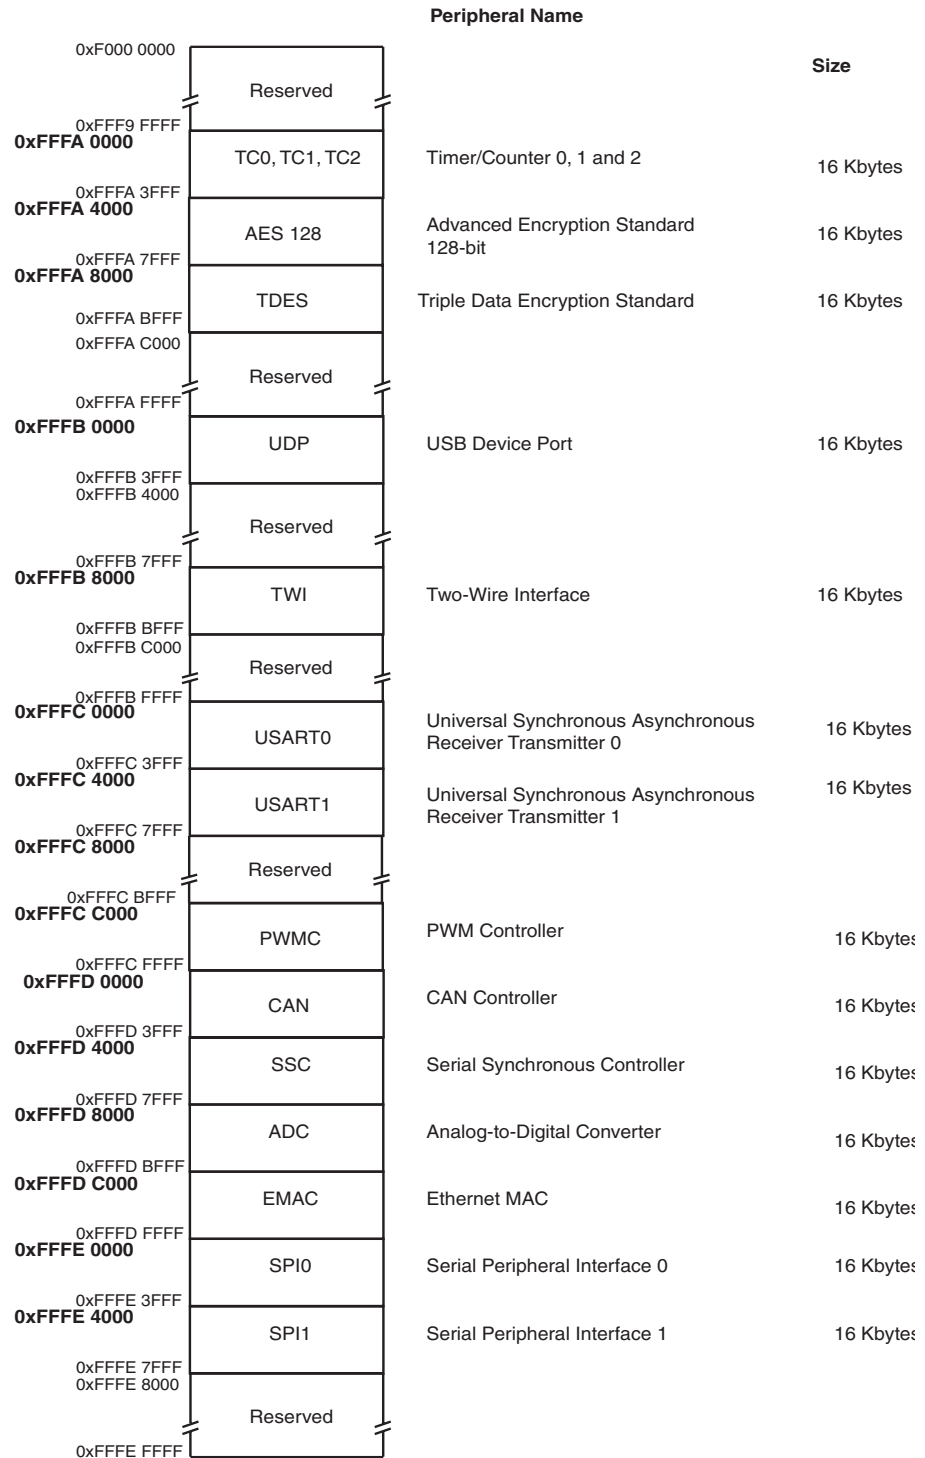 Peripheral Name
Size
0xF000 0000
Reserved
0xFFF9 FFFF
0xFFFA 0000
TC0, TC1, TC2 Timer/Counter 0, 1 and 2 16 Kbytes
0xFFFA 3FFF
0xFFFA 4000
AES 128 Advanced Encryption Standard 128-bit 16 Kbytes
0xFFFA 7FFF
0xFFFA 8000
TDES Triple Data Encryption Standard 16 Kbytes
0xFFFA BFFF
0xFFFA C000
Reserved
0xFFFA FFFF
0xFFFB 0000
UDP USB Device Port 16 Kbytes
0xFFFB 3FFF
0xFFFB 4000
Reserved
0xFFFB 7FFF
0xFFFB 8000
TWI Two-Wire Interface 16 Kbytes
0xFFFB BFFF
0xFFFB C000
Reserved
0xFFFB FFFF
0xFFFC 0000
USART0 Universal Synchronous Asynchronous Receiver Transmitter 0 16 Kbytes
0xFFFC 3FFF
0xFFFC 4000
USART1 Universal Synchronous Asynchronous Receiver Transmitter 1 16 Kbytes
0xFFFC 7FFF
0xFFFC 8000
Reserved
0xFFFC BFFF
0xFFFC C000
PWMC PWM Controller 16 Kbytes
0xFFFC FFFF
0xFFFD 0000
CAN CAN Controller 16 Kbytes
0xFFFD 3FFF
0xFFFD 4000
SSC Serial Synchronous Controller 16 Kbytes
0xFFFD 7FFF
0xFFFD 8000
ADC Analog-to-Digital Converter 16 Kbytes
0xFFFD BFFF
0xFFFD C000
EMAC Ethernet MAC 16 Kbytes
0xFFFD FFFF
0xFFFE 0000
SPI0 Serial Peripheral Interface 0 16 Kbytes
0xFFFE 3FFF
0xFFFE 4000
SPI1 Serial Peripheral Interface 1 16 Kbytes
0xFFFE 7FFF
0xFFFE 8000
Reserved
0xFFFE FFFF